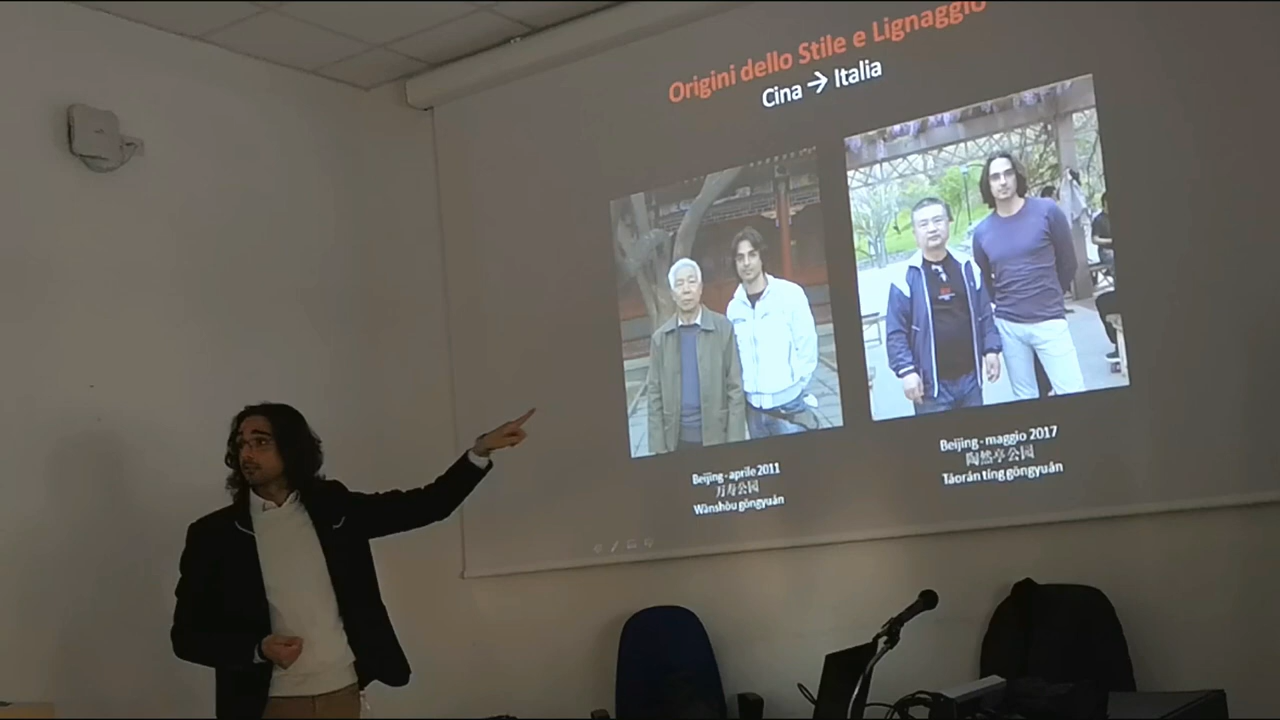 Origini dello Stile e Lignaggio
Cina → Italia
Beijing - aprile 2011
万寿公园
Wànshòu gōngyuán
Beijing - maggio 2017
陶然亭公园
Táorán tíng gōngyuán